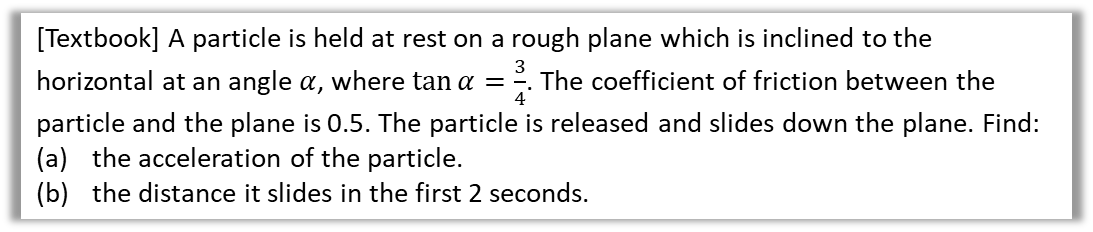 [Textbook] A particle is held at rest on a rough plane which is inclined to the
horizontal at an angle α, where tan α = 3/4. The coefficient of friction between the
particle and the plane is 0.5. The particle is released and slides down the plane. Find:
(a) the acceleration of the particle.
(b) the distance it slides in the first 2 seconds.